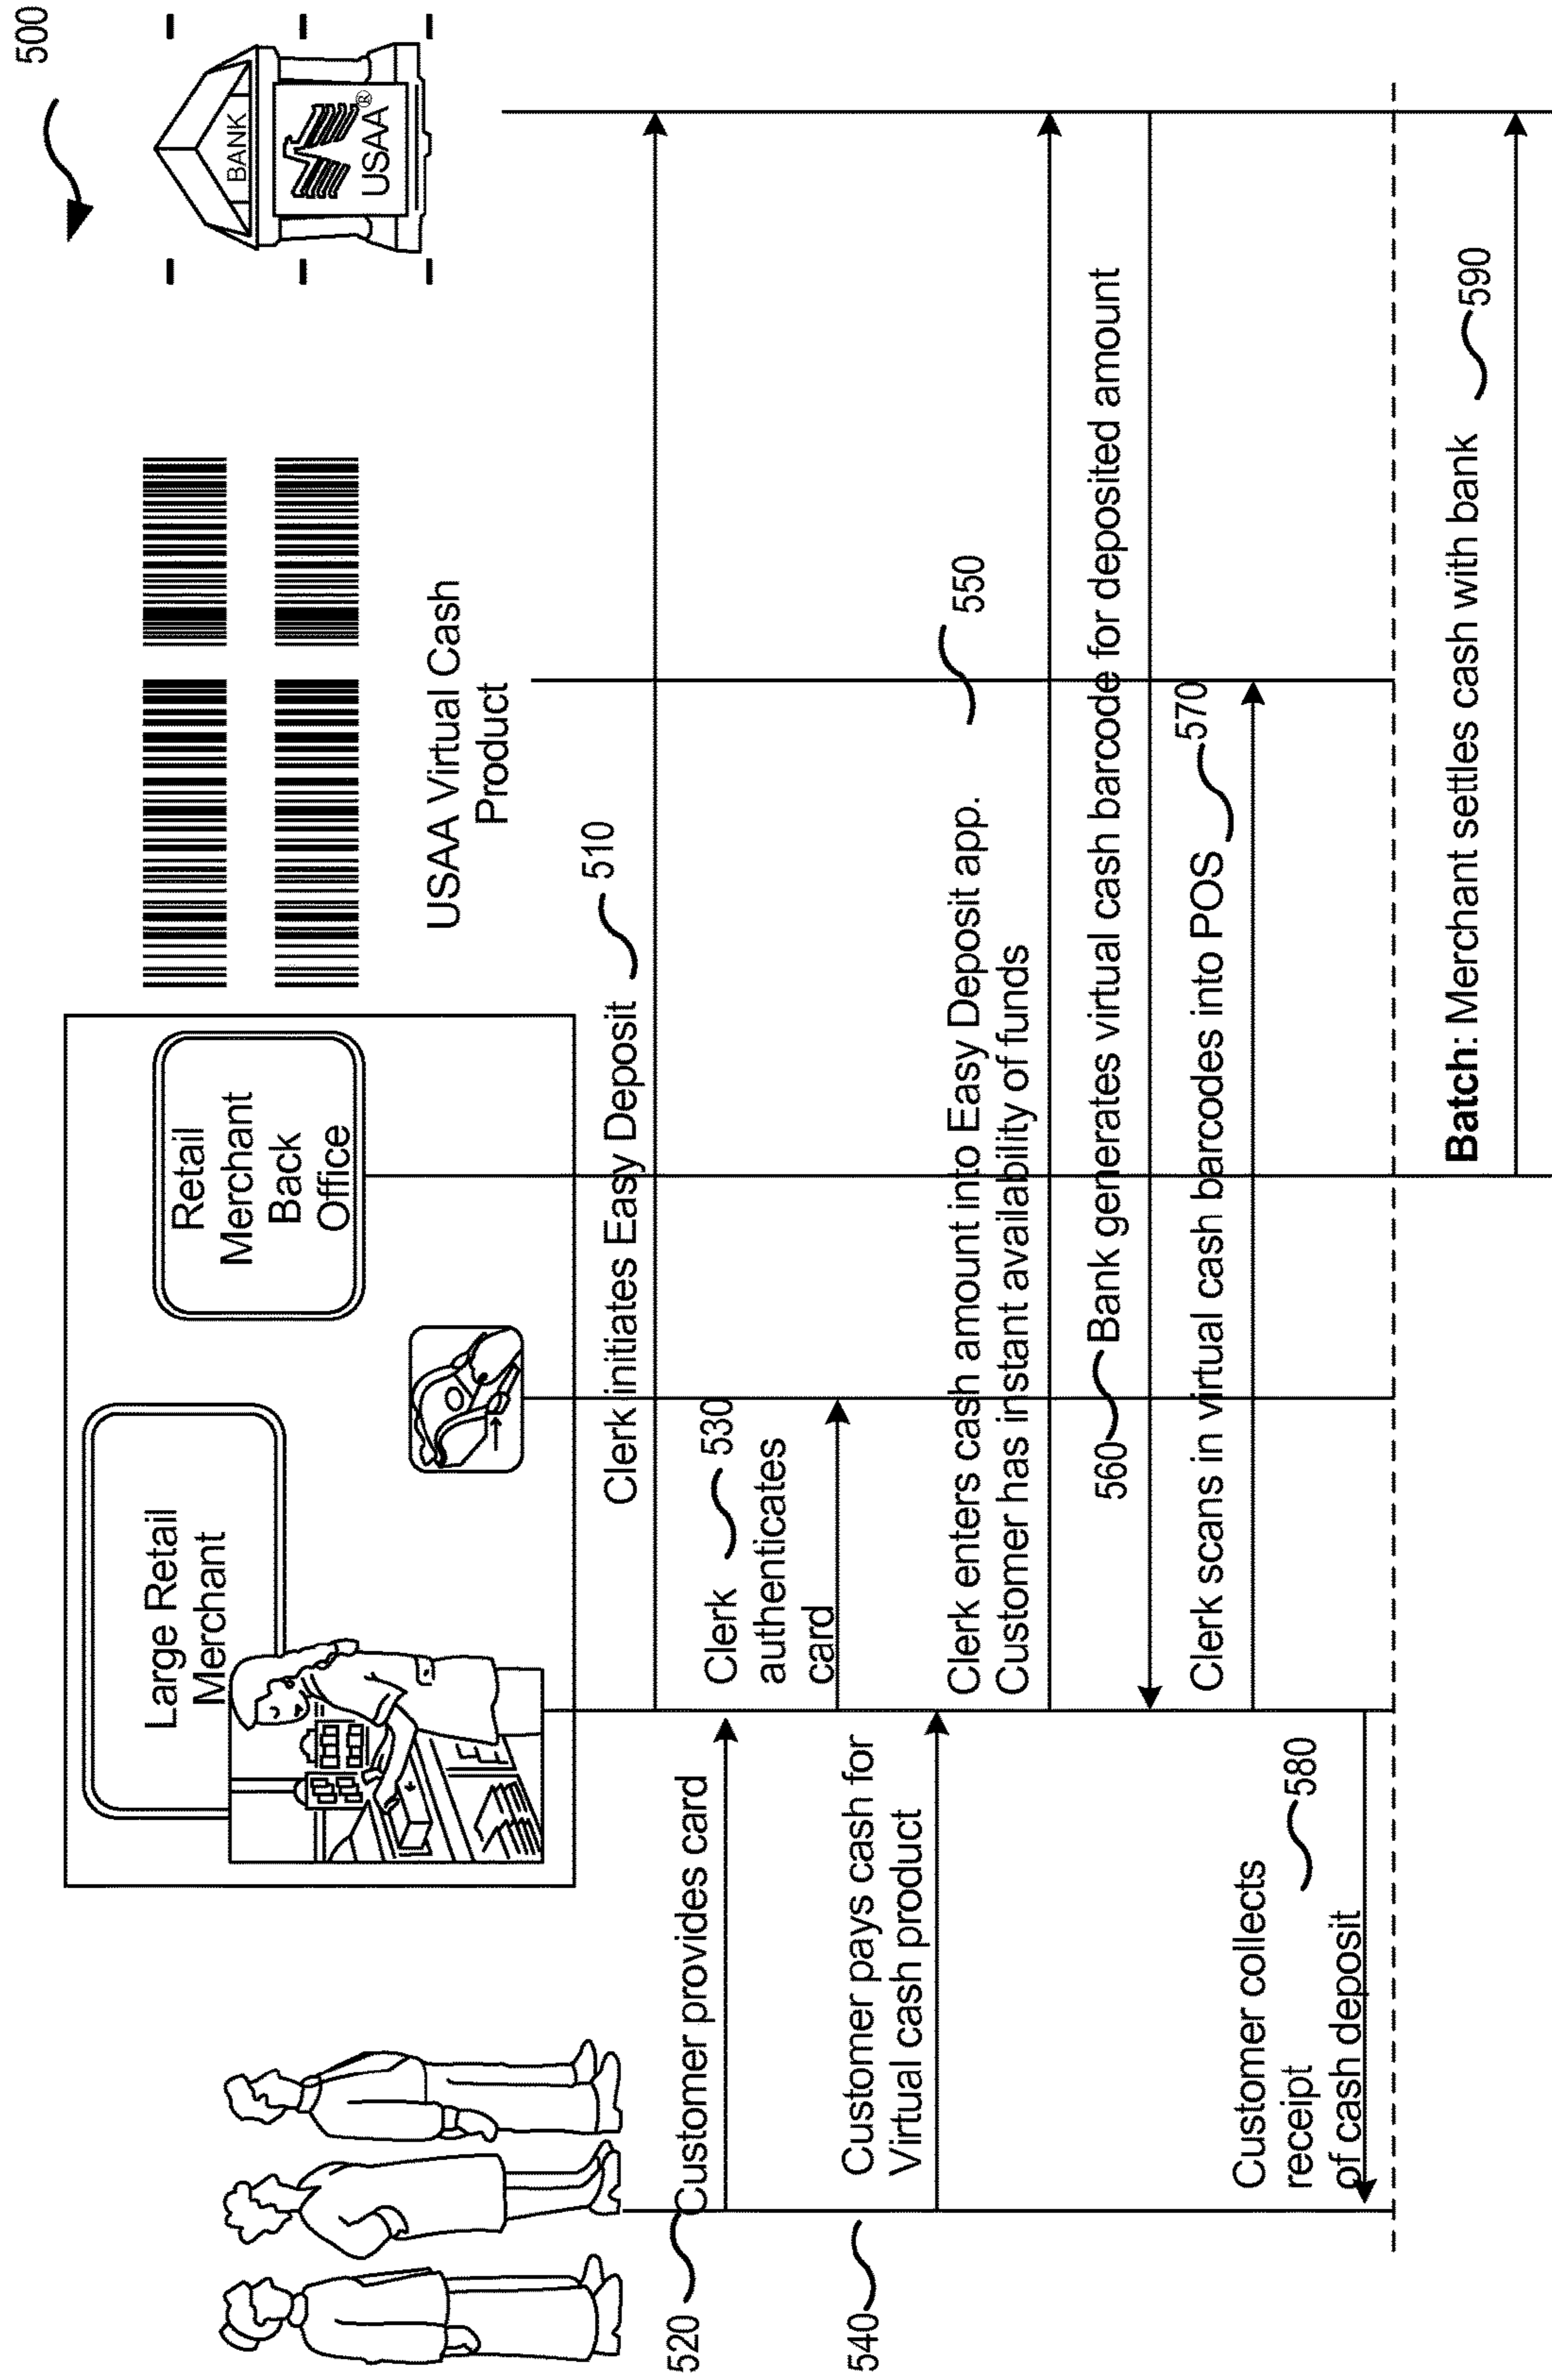 500
BANK
USAA®
Large Retail
Merchant
Retail
Merchant
Back
Office
USAA Virtual Cash
Product
Clerk initiates Easy Deposit 510
520 Customer provides card
Clerk 530
authenticates
card
540 Customer pays cash for
Virtual cash product
550
Clerk enters cash amount into Easy Deposit app.
Customer has instant availability of funds
560 Bank generates virtual cash barcode for deposited amount
Clerk scans in virtual cash barcodes into POS 570
Customer collects
receipt 580
of cash deposit
Batch: Merchant settles cash with bank 590